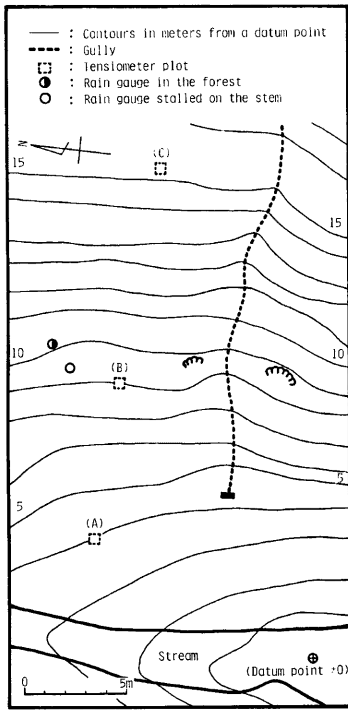 : Contours in meters from a datum point
: Gully
: Tensiometer plot
: Rain gauge in the forest
: Rain gauge stalled on the stem
N
(C)
15
15
10
10
(B)
5
5
(A)
Stream
(Datum point ±0)
0
5m